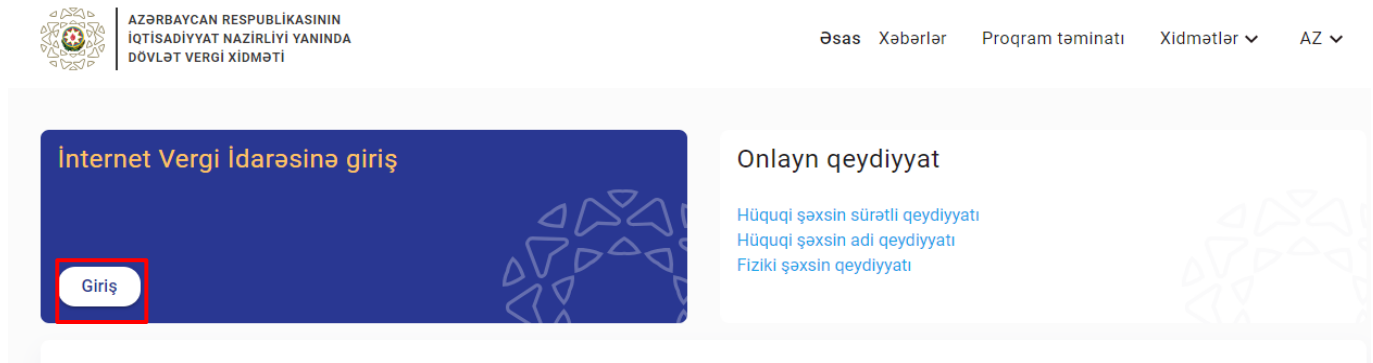 AZƏRBAYCAN RESPUBLİKASININ
İQTİSADİYYAT NAZİRLİYİ YANINDA
DÖVLƏT VERGİ XİDMƏTİ
Əsas Xəbərlər Proqram təminatı Xidmətlər AZ
İnternet Vergi İdarəsinə giriş
Giriş
Onlayn qeydiyyat
Hüquqi şəxsin sürətli qeydiyyatı
Hüquqi şəxsin adi qeydiyyatı
Fiziki şəxsin qeydiyyatı